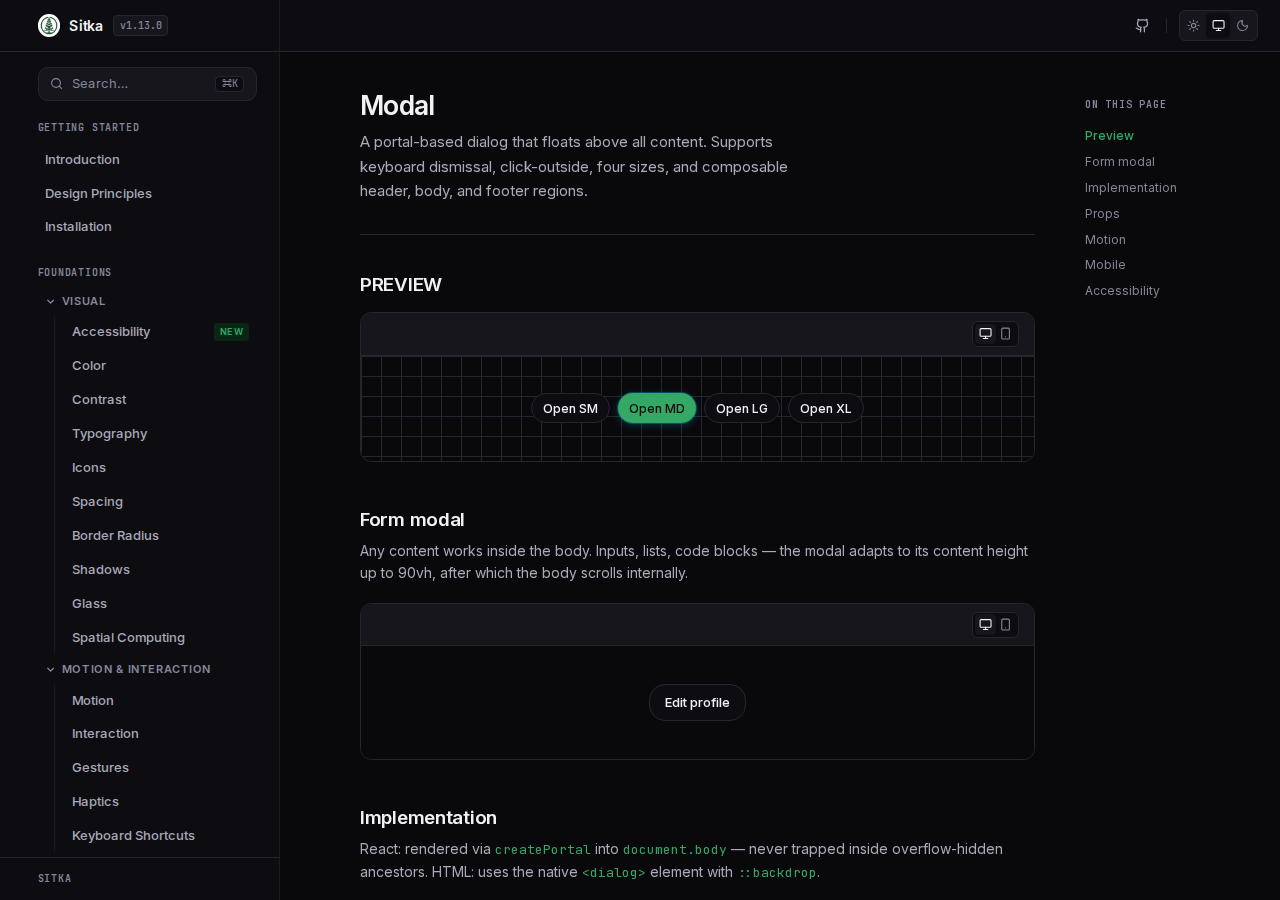 Sitka v1.13.0
Search... ⌘K
GETTING STARTED
Introduction
Design Principles
Installation
FOUNDATIONS
VISUAL
Accessibility NEW
Color
Contrast
Typography
Icons
Spacing
Border Radius
Shadows
Glass
Spatial Computing
MOTION & INTERACTION
Motion
Interaction
Gestures
Haptics
Keyboard Shortcuts
SITKA
Modal
A portal-based dialog that floats above all content. Supports
keyboard dismissal, click-outside, four sizes, and composable
header, body, and footer regions.
PREVIEW
Open SM Open MD Open LG Open XL
Form modal
Any content works inside the body. Inputs, lists, code blocks — the modal adapts to its content height
up to 90vh, after which the body scrolls internally.
Edit profile
Implementation
React: rendered via createPortal into document.body — never trapped inside overflow-hidden
ancestors. HTML: uses the native <dialog> element with ::backdrop.
ON THIS PAGE
Preview
Form modal
Implementation
Props
Motion
Mobile
Accessibility